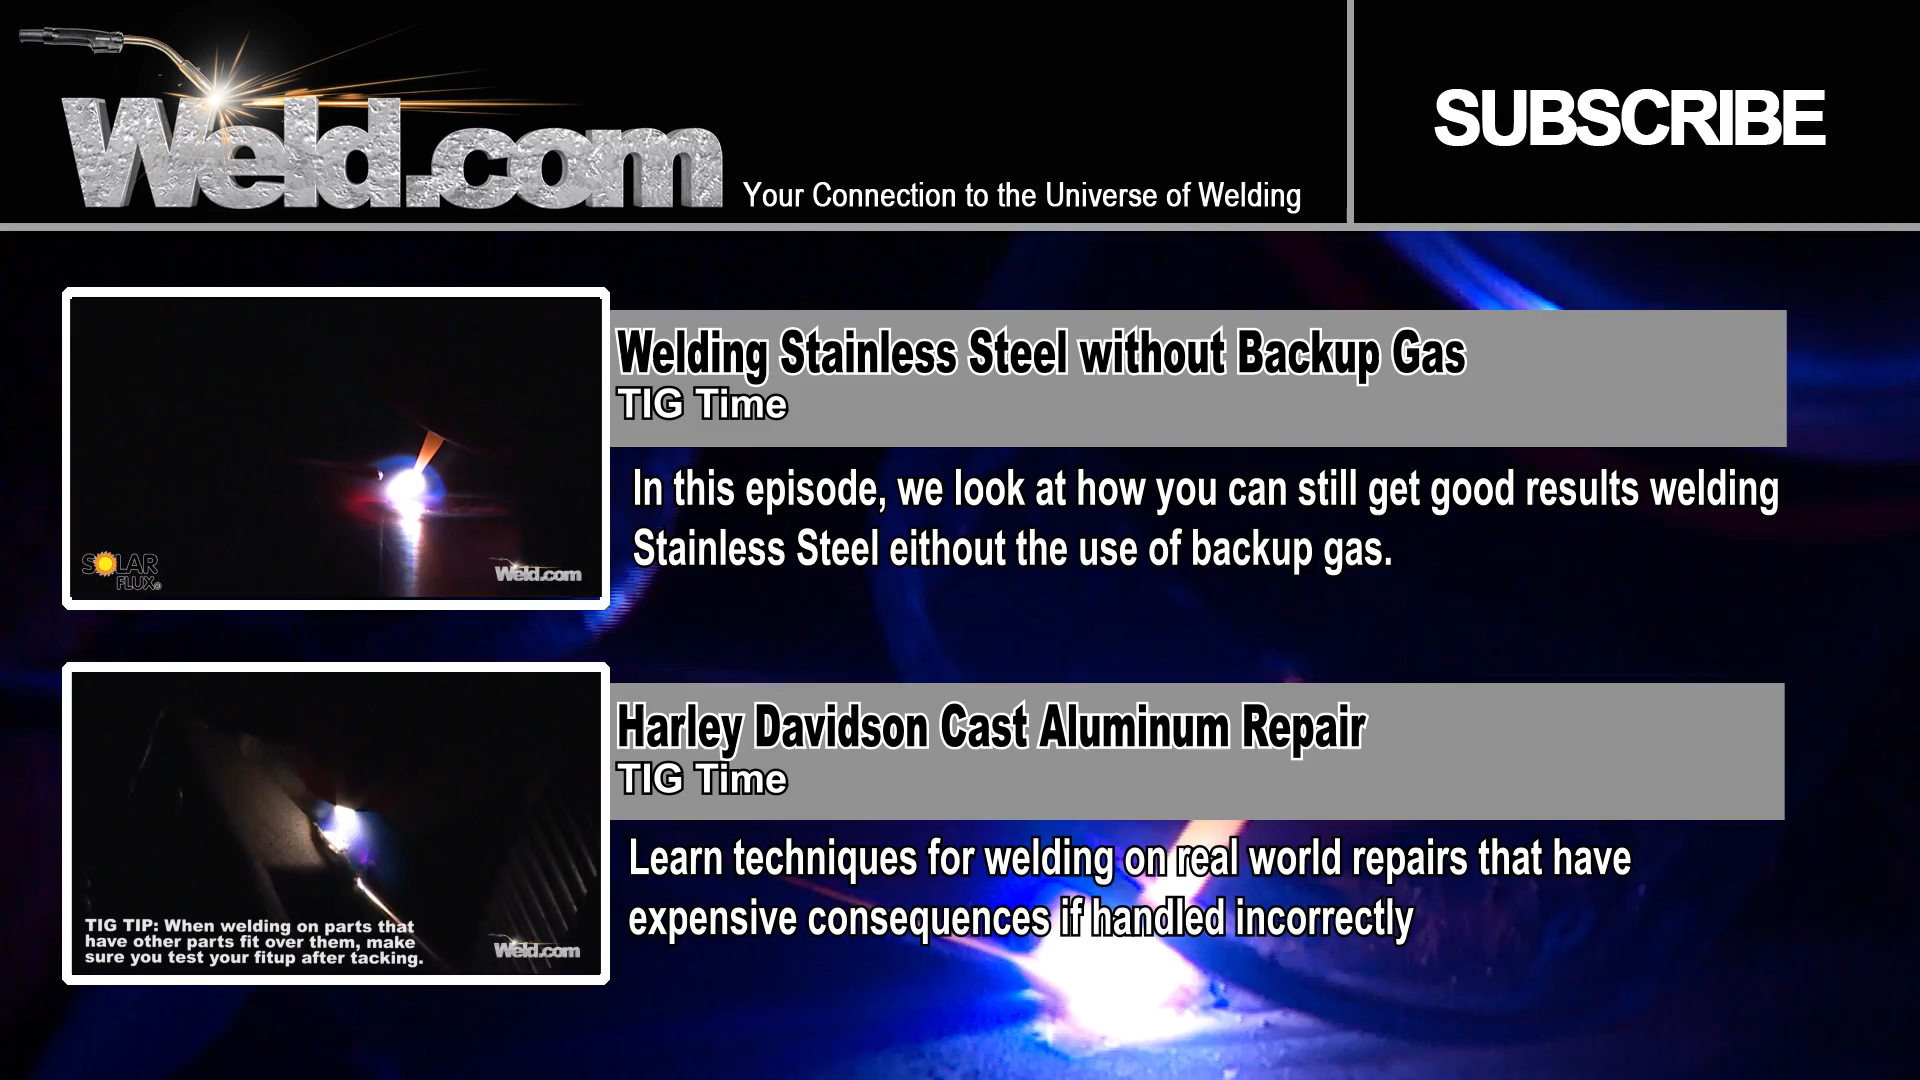 Weld.com
Your Connection to the Universe of Welding
SUBSCRIBE
Welding Stainless Steel without Backup Gas
TIG Time
In this episode, we look at how you can still get good results welding
Stainless Steel eithout the use of backup gas.
SOLAR
FLUX®
Weld.com
Harley Davidson Cast Aluminum Repair
TIG Time
Learn techniques for welding on real world repairs that have
expensive consequences if handled incorrectly
TIG TIP: When welding on parts that
have other parts fit over them, make
sure you test your fitup after tacking.
Weld.com